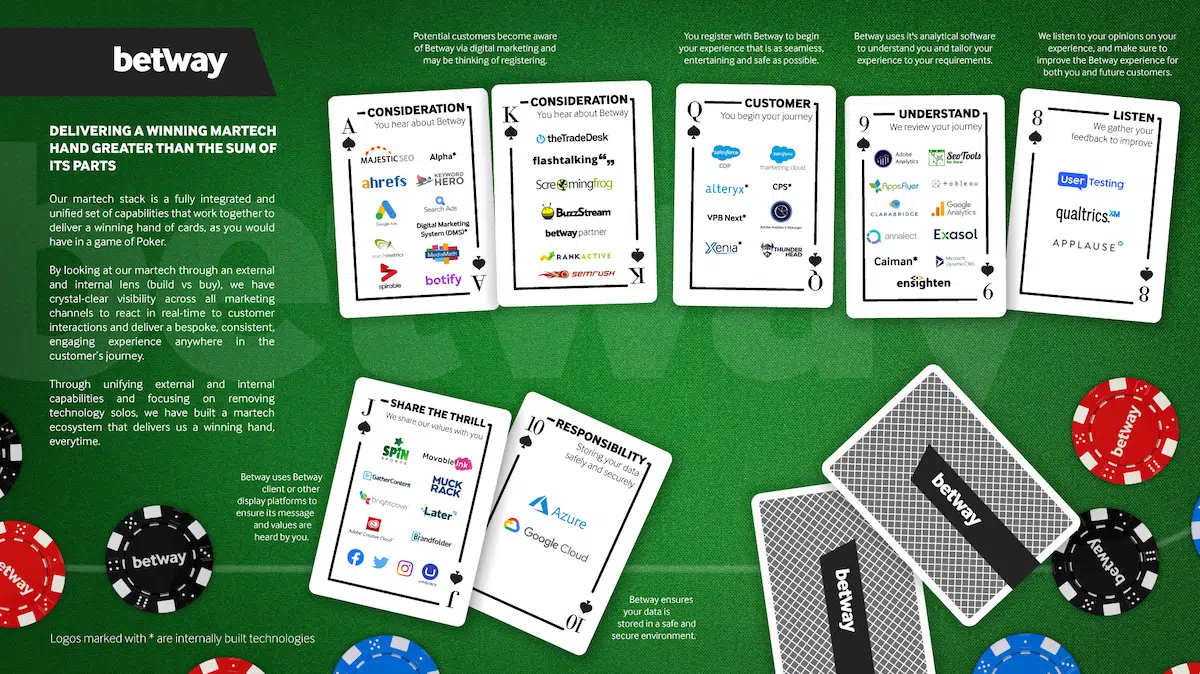 betway
DELIVERING A WINNING MARTECH
HAND GREATER THAN THE SUM OF
ITS PARTS
Our martech stack is a fully integrated and
unified set of capabilities that work together to
deliver a winning hand of cards, as you would
have in a game of Poker.
By looking at our martech through an external
and internal lens (build vs buy), we have
crystal-clear visibility across all marketing
channels to react in real-time to customer
interactions and deliver a bespoke, consistent,
engaging experience anywhere in the
customer's journey.
Through unifying external and internal
capabilities and focusing on removing
technology solos, we have built a martech
ecosystem that delivers us a winning hand,
everytime.
Potential customers become aware
of Betway via digital marketing and
may be thinking of registering.
You register with Betway to begin
your experience that is as seamless,
entertaining and safe as possible.
Betway uses it's analytical software
to understand you and tailor your
experience to your requirements.
We listen to your opinions on your
experience, and make sure to
improve the Betway experience for
both you and future customers.
A
CONSIDERATION
You hear about Betway
MAJESTIC SEO
Alpha*
ahrefs
KEYWORD
HERO
Google Ads
Search Ads
Digital Marketing
System (DMS)*
searchmetrics
MediaMath
spirable
botify
A
K
CONSIDERATION
You hear about Betway
theTradeDesk
flashtalking
Screamingfrog
BuzzStream
betway partner
RANKACTIVE
SEMRUSH
K
Q
CUSTOMER
You begin your journey
salesforce
CDP
salesforce
marketing cloud
alteryx*
CPS*
VPB Next*
Adobe Audience Manager
Xenia*
THUNDER
HEAD
Q
9
UNDERSTAND
We review your journey
Adobe
Analytics
SeoTools
for Excel
AppsFlyer
tableau
CLARABRIDGE
Google
Analytics
annalect
Exasol
Caiman*
Microsoft
Dynamics 365
ensighten
9
8
LISTEN
We gather your
feedback to improve
UserTesting
qualtrics.XM
APPLAUSE
8
J
SHARE THE THRILL
We share our values with you
SPIN
SPORTS
Movable Ink
GatherContent
MUCK
RACK
brightcove
Later
Adobe Creative Cloud
Brandfolder
umbraco
J
10
RESPONSIBILITY
Storing your data
safely and securely
Azure
Google Cloud
10
Betway uses Betway
client or other
display platforms to
ensure its message
and values are
heard by you.
Betway ensures
your data is
stored in a safe and
secure environment.
betway
betway
betway
betway
betway
betway
betway
Logos marked with * are internally built technologies